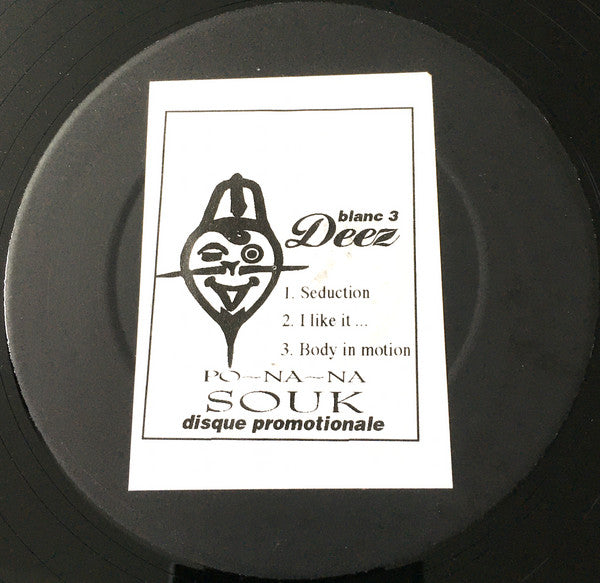 blanc 3
Deez
1. Seduction
2. I like it ...
3. Body in motion
PO~NA~NA
SOUK
disque promotionale